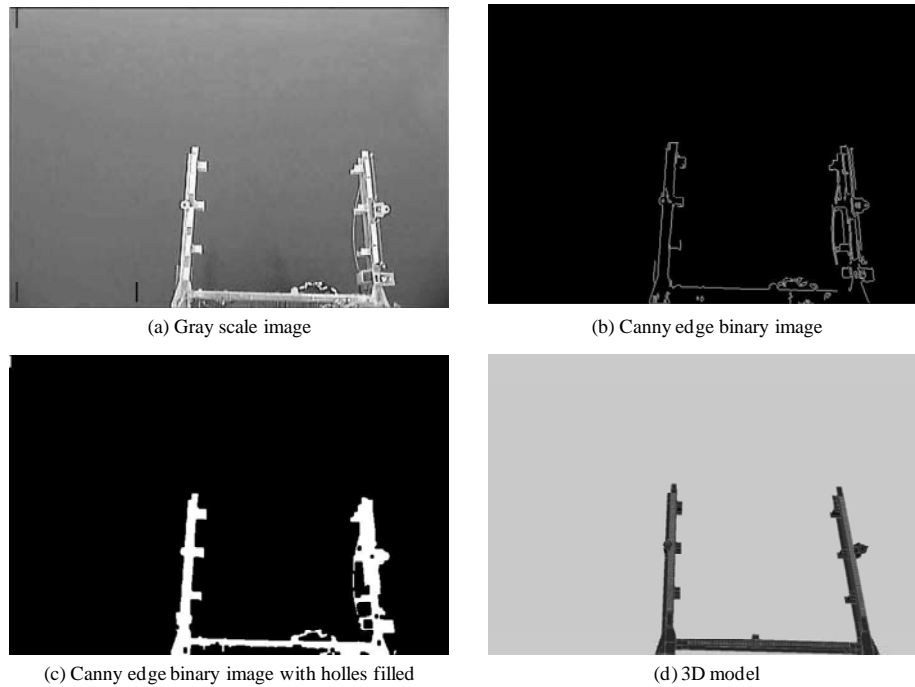 (a) Gray scale image
(b) Canny edge binary image
(c) Canny edge binary image with holles filled
(d) 3D model